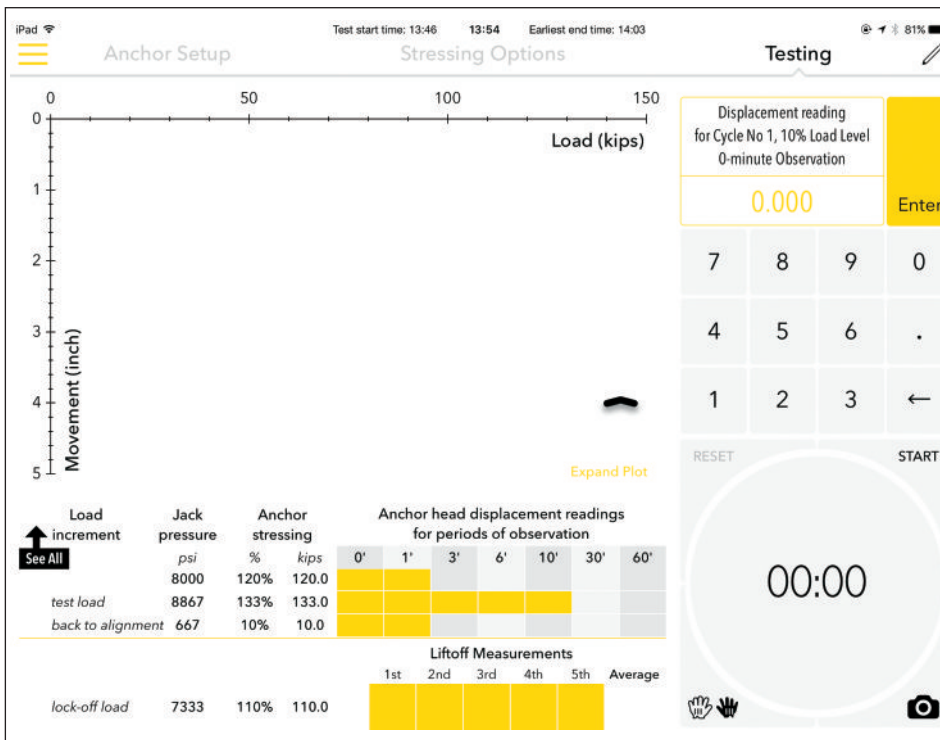 iPad Test start time: 13:46 13:54 Earliest end time: 14:03 81%
Anchor Setup Stressing Options Testing
0 50 100 150
Load (kips)
0
1
2
3
4
5
Movement (inch)
Expand Plot
Displacement reading
for Cycle No 1, 10% Load Level
0-minute Observation
0.000
Enter
7 8 9 0
4 5 6 .
1 2 3 ←
RESET START
00:00
Load increment Jack pressure Anchor stressing Anchor head displacement readings for periods of observation
See All
psi % kips 0' 1' 3' 6' 10' 30' 60'
8000 120% 120.0
test load 8867 133% 133.0
back to alignment 667 10% 10.0
Liftoff Measurements
1st 2nd 3rd 4th 5th Average
lock-off load 7333 110% 110.0